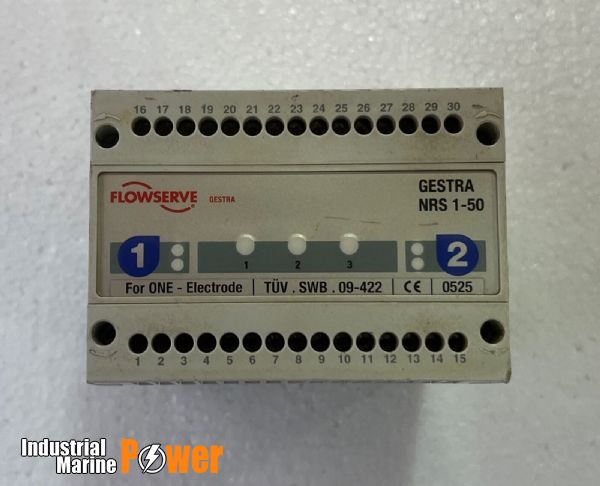 16 17 18 19 20 21 22 23 24 25 26 27 28 29 30
FLOWSERVE GESTRA
GESTRA
NRS 1-50
1 2
1 2 3
For ONE - Electrode TÜV . SWB . 09-422 CE 0525
1 2 3 4 5 6 7 8 9 10 11 12 13 14 15
Industrial
Marine Power